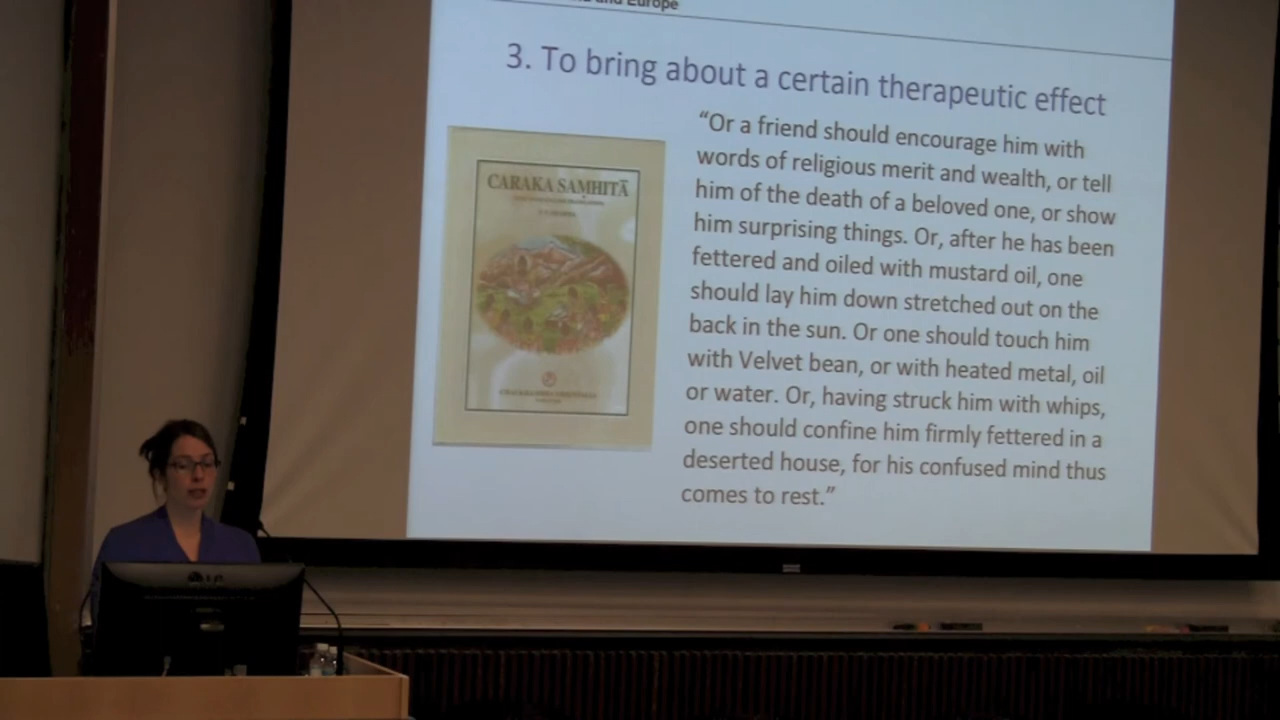 and Europe
3. To bring about a certain therapeutic effect
CARAKA SAṂHITĀ
“Or a friend should encourage him with
words of religious merit and wealth, or tell
him of the death of a beloved one, or show
him surprising things. Or, after he has been
fettered and oiled with mustard oil, one
should lay him down stretched out on the
back in the sun. Or one should touch him
with Velvet bean, or with heated metal, oil
or water. Or, having struck him with whips,
one should confine him firmly fettered in a
deserted house, for his confused mind thus
comes to rest.”